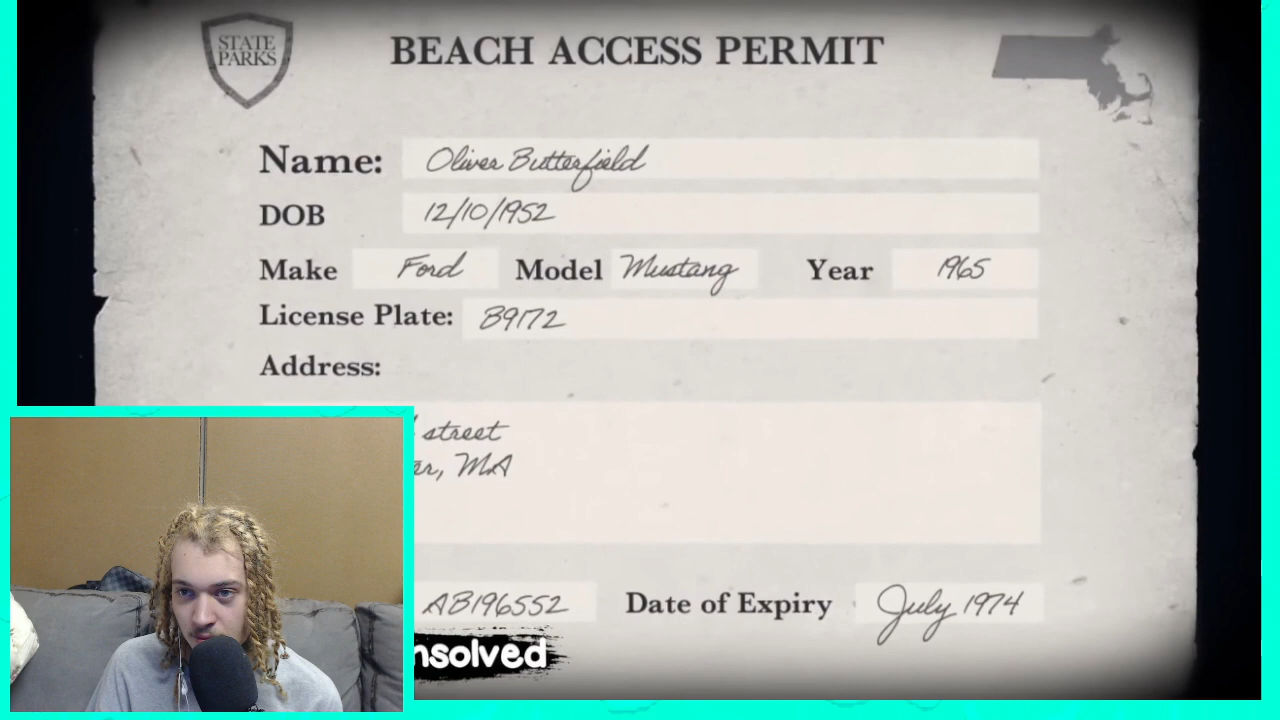 STATE
PARKS
BEACH ACCESS PERMIT
Name: Oliver Butterfield
DOB 12/10/1952
Make Ford Model Mustang Year 1965
License Plate: B9172
Address:
street
MA
AB196552 Date of Expiry July 1974
nsolved